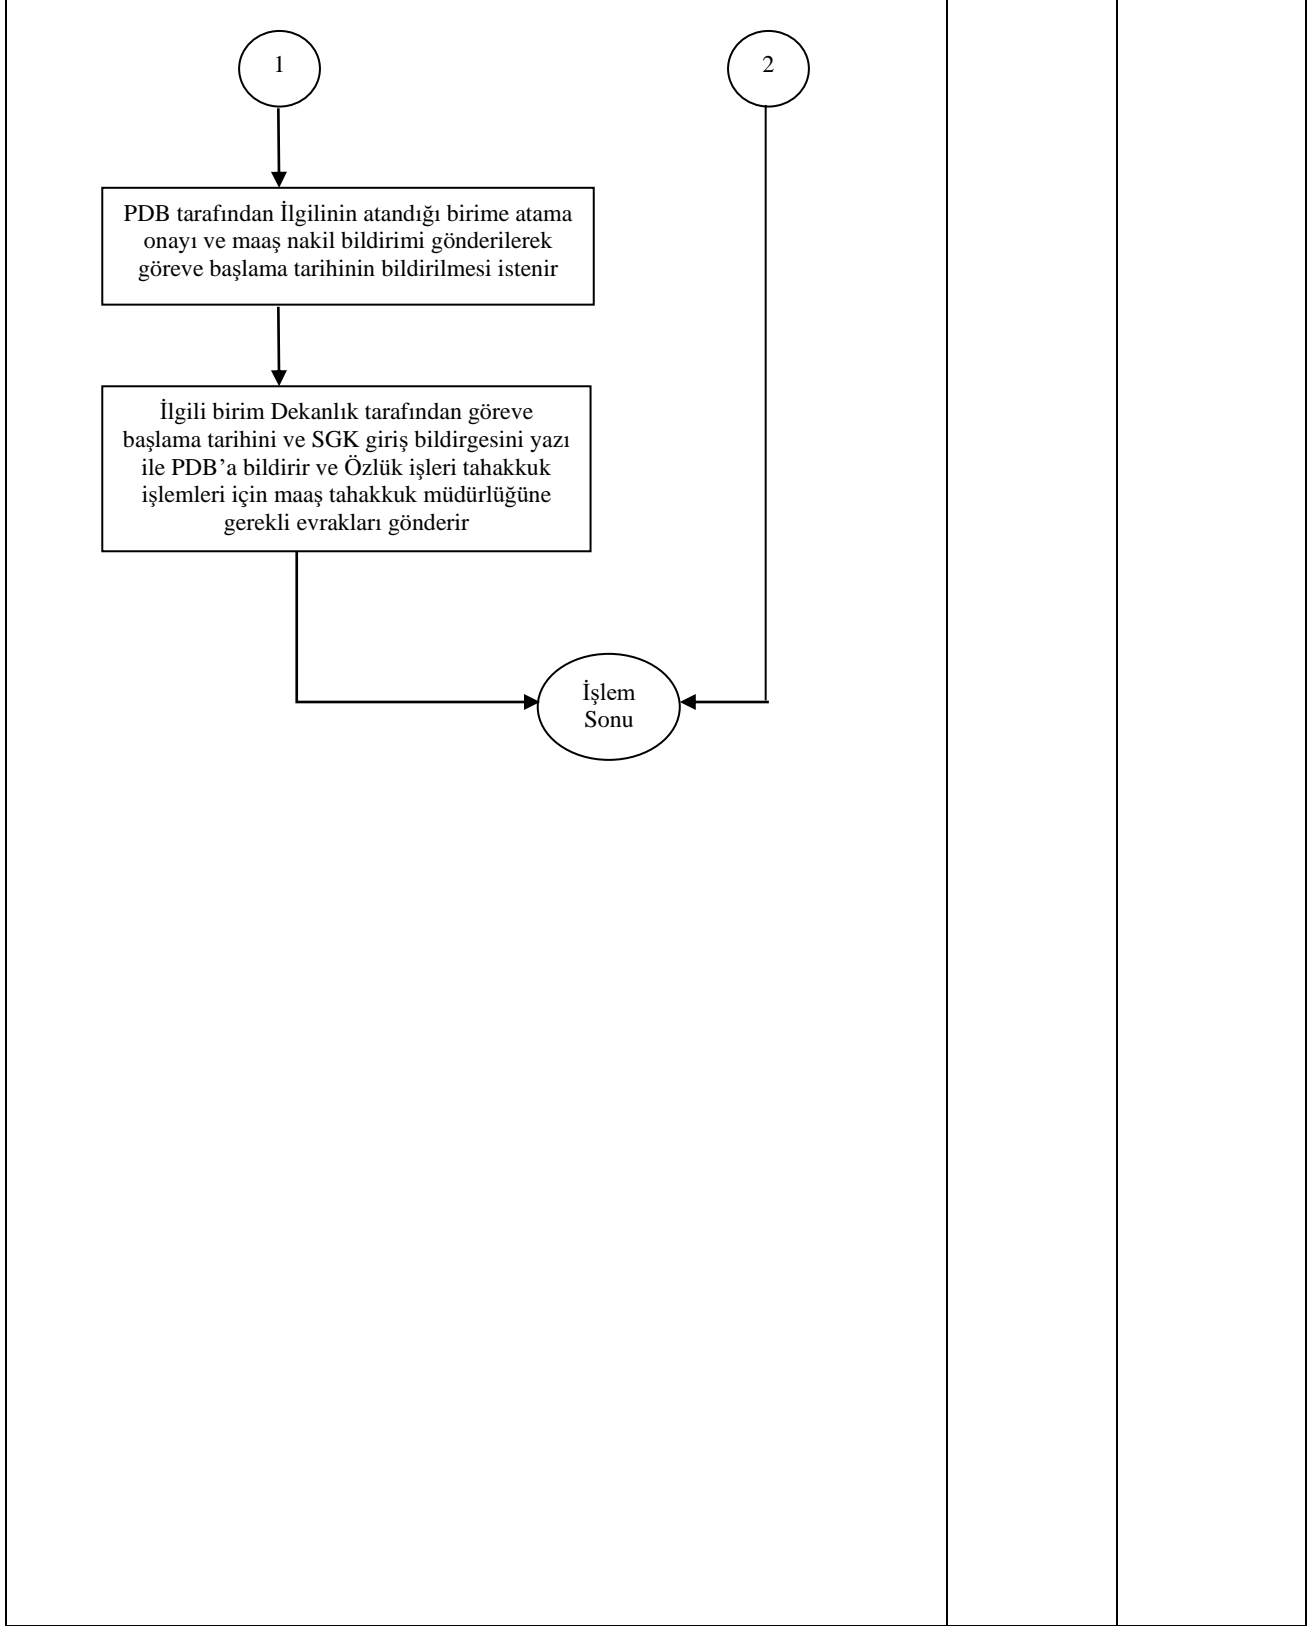 1
2
PDB tarafından İlgilinin atandığı birime atama
onayı ve maaş nakil bildirimi gönderilerek
göreve başlama tarihinin bildirilmesi istenir
İlgili birim Dekanlık tarafından göreve
başlama tarihini ve SGK giriş bildirgesini yazı
ile PDB’a bildirir ve Özlük işleri tahakkuk
işlemleri için maaş tahakkuk müdürlüğüne
gerekli evrakları gönderir
İşlem
Sonu